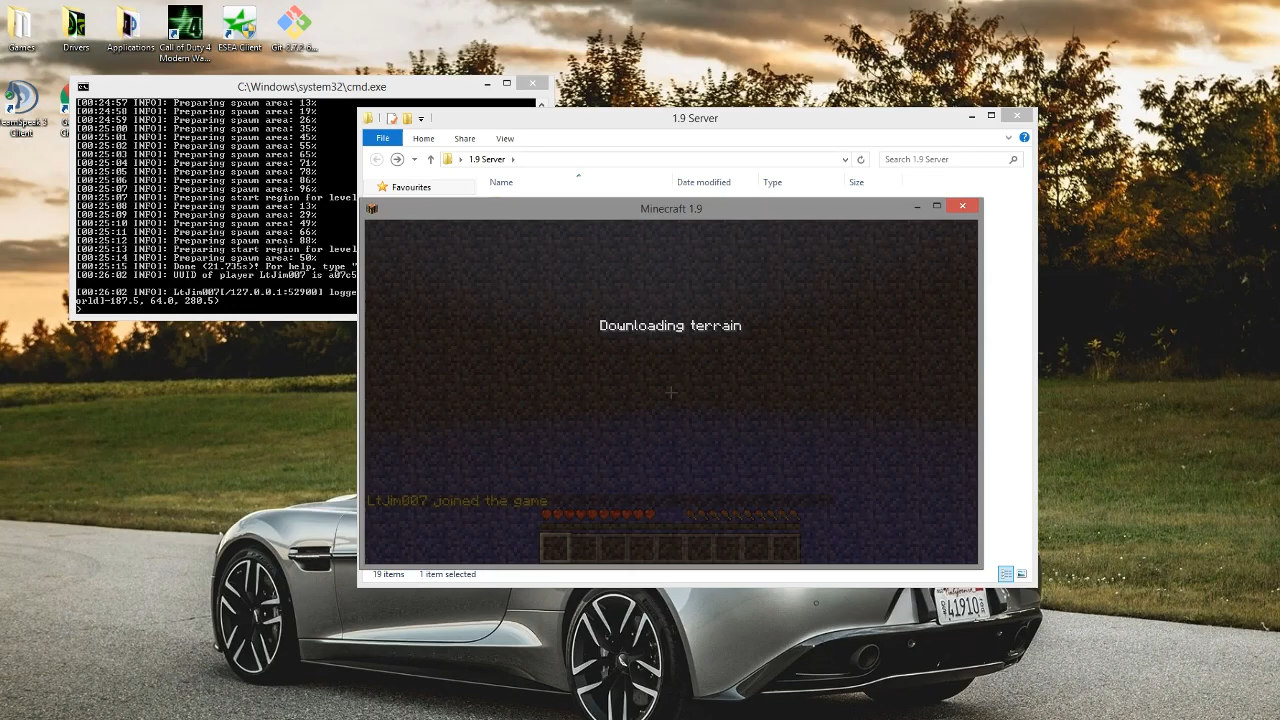 Games
Drivers
Applications
Call of Duty 4
Modern Wa...
ESEA Client
Client
C:\Windows\system32\cmd.exe
[00:24:57 INFO]: Preparing spawn area: 13%
[00:24:58 INFO]: Preparing spawn area: 19%
[00:24:59 INFO]: Preparing spawn area: 26%
[00:25:00 INFO]: Preparing spawn area: 35%
[00:25:01 INFO]: Preparing spawn area: 45%
[00:25:02 INFO]: Preparing spawn area: 55%
[00:25:03 INFO]: Preparing spawn area: 65%
[00:25:04 INFO]: Preparing spawn area: 71%
[00:25:05 INFO]: Preparing spawn area: 78%
[00:25:06 INFO]: Preparing spawn area: 86%
[00:25:07 INFO]: Preparing spawn area: 96%
[00:25:07 INFO]: Preparing start region for level
[00:25:08 INFO]: Preparing spawn area: 13%
[00:25:09 INFO]: Preparing spawn area: 29%
[00:25:10 INFO]: Preparing spawn area: 49%
[00:25:11 INFO]: Preparing spawn area: 66%
[00:25:12 INFO]: Preparing spawn area: 88%
[00:25:13 INFO]: Preparing start region for level
[00:25:14 INFO]: Preparing spawn area: 50%
[00:25:15 INFO]: Done (21.735s)! For help, type "
[00:26:02 INFO]: UUID of player LtJim007 is a07c5
[00:26:02 INFO]: LtJim007[/127.0.0.1:52900] logge
orld]-187.5, 64.0, 280.5)
>
1.9 Server
File Home Share View
1.9 Server
Search 1.9 Server
Favourites
Name Date modified Type Size
Minecraft 1.9
Downloading terrain
LtJim007 joined the game
19 items 1 item selected
California
41910